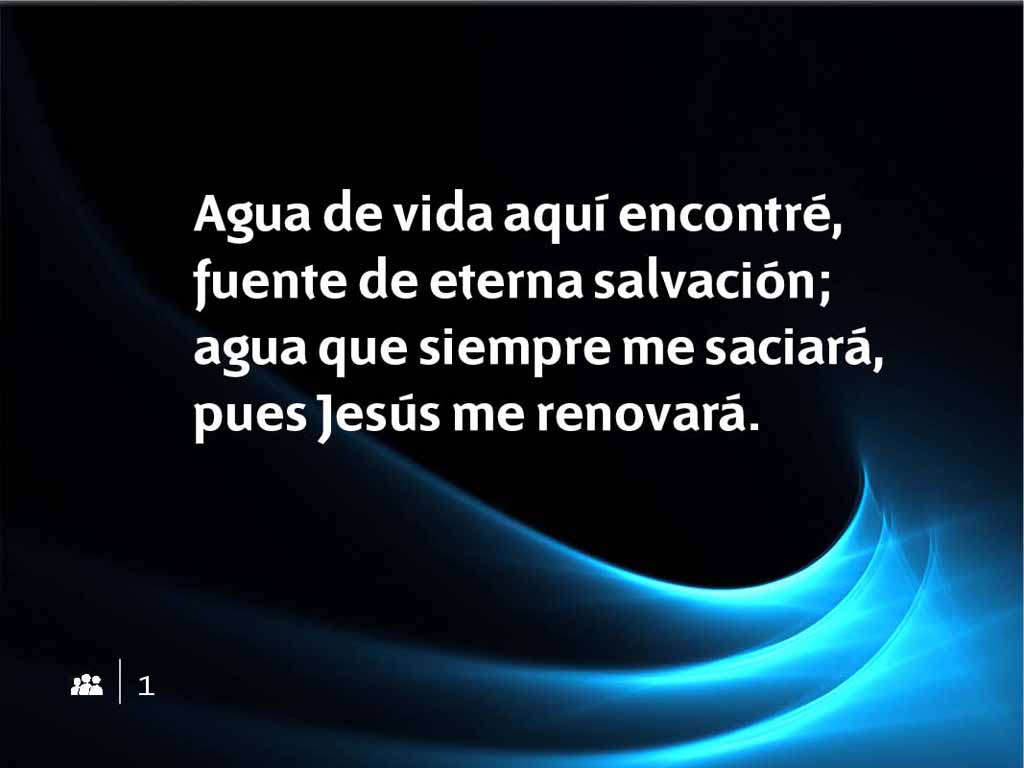 Agua de vida aquí encontré,
fuente de eterna salvación;
agua que siempre me saciará,
pues Jesús me renovará.
1